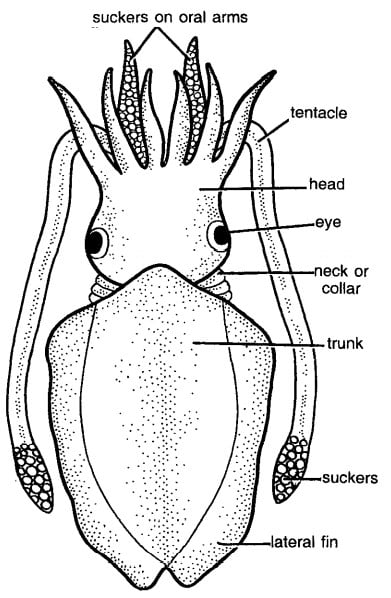 suckers on oral arms
tentacle
head
eye
neck or
collar
trunk
suckers
lateral fin